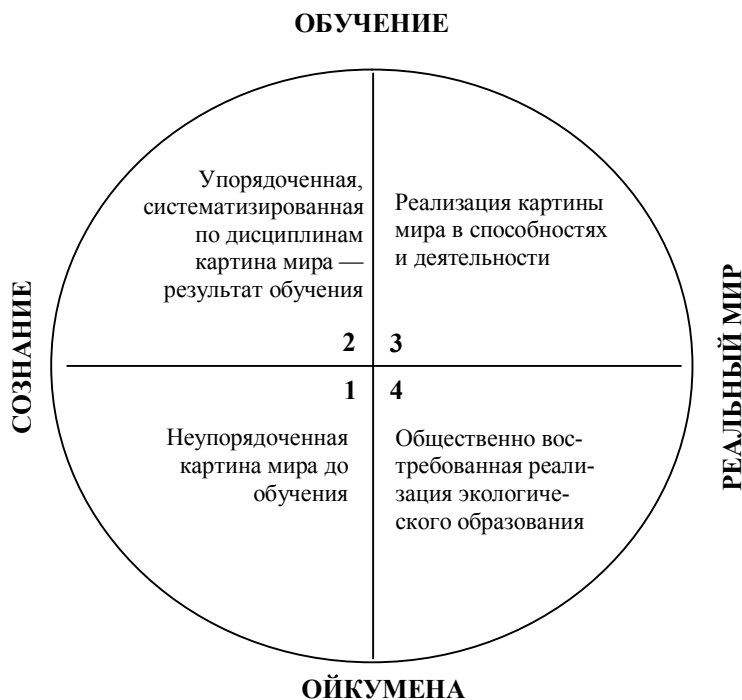 ОБУЧЕНИЕ
Упорядоченная,
систематизированная
по дисциплинам
картина мира —
результат обучения
Реализация картины
мира в способностях
и деятельности
СОЗНАНИЕ
РЕАЛЬНЫЙ МИР
2 3
1 4
Неупорядоченная
картина мира до
обучения
Общественно вос-
требованная реали-
зация экологиче-
ского образования
ОЙКУМЕНА